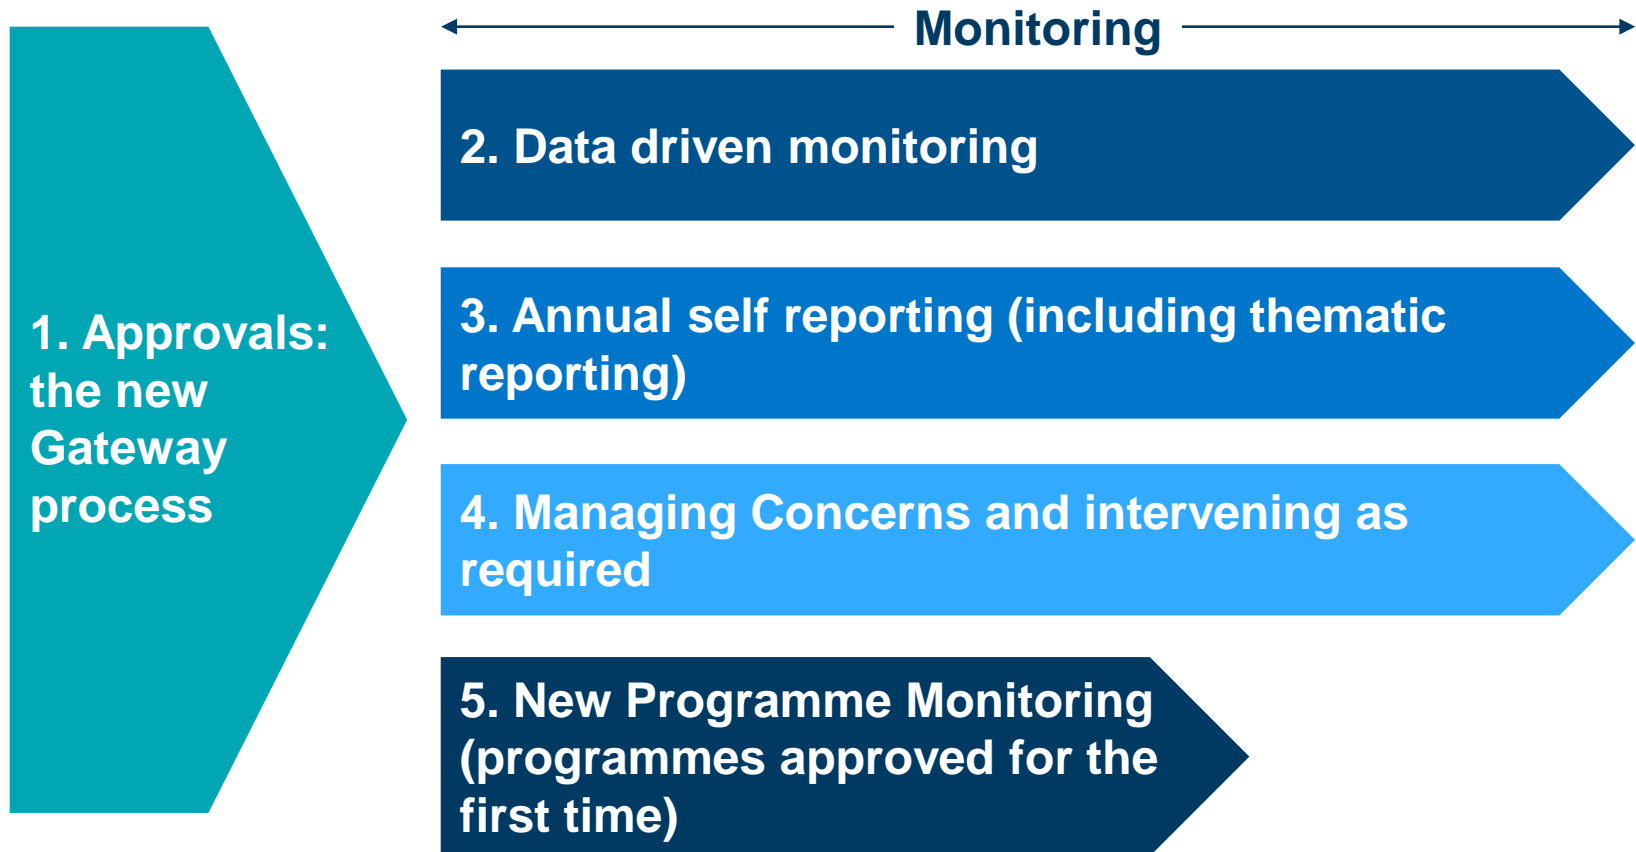 Monitoring
1. Approvals:
the new
Gateway
process
2. Data driven monitoring
3. Annual self reporting (including thematic
reporting)
4. Managing Concerns and intervening as
required
5. New Programme Monitoring
(programmes approved for the
first time)